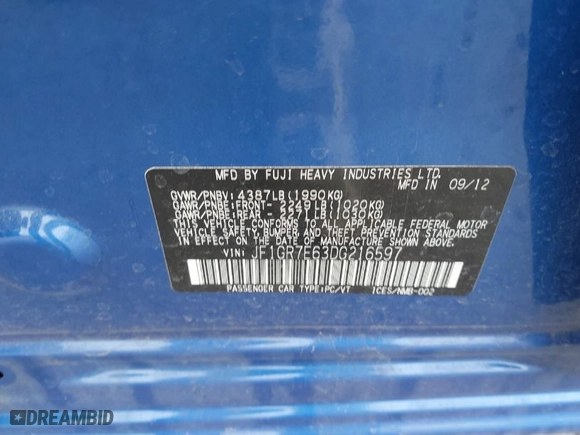 MFD BY FUJI HEAVY INDUSTRIES LTD.
MFD IN 09/12
GVWR/PNBV: 4387LB(1990KG)
GAWR/PNBE: FRONT- 2249LB(1020KG)
GAWR/PNBE: REAR - 2271LB(1030KG)
THIS VEHICLE CONFORMS TO ALL APPLICABLE FEDERAL MOTOR
VEHICLE SAFETY, BUMPER, AND THEFT PREVENTION STANDARDS
IN EFFECT ON THE DATE OF MANUFACTURE SHOWN ABOVE.
VIN: JF1GR7E63DG216597
PASSENGER CAR TYPE:PC/VT ICES/NMB-002
DREAMBID